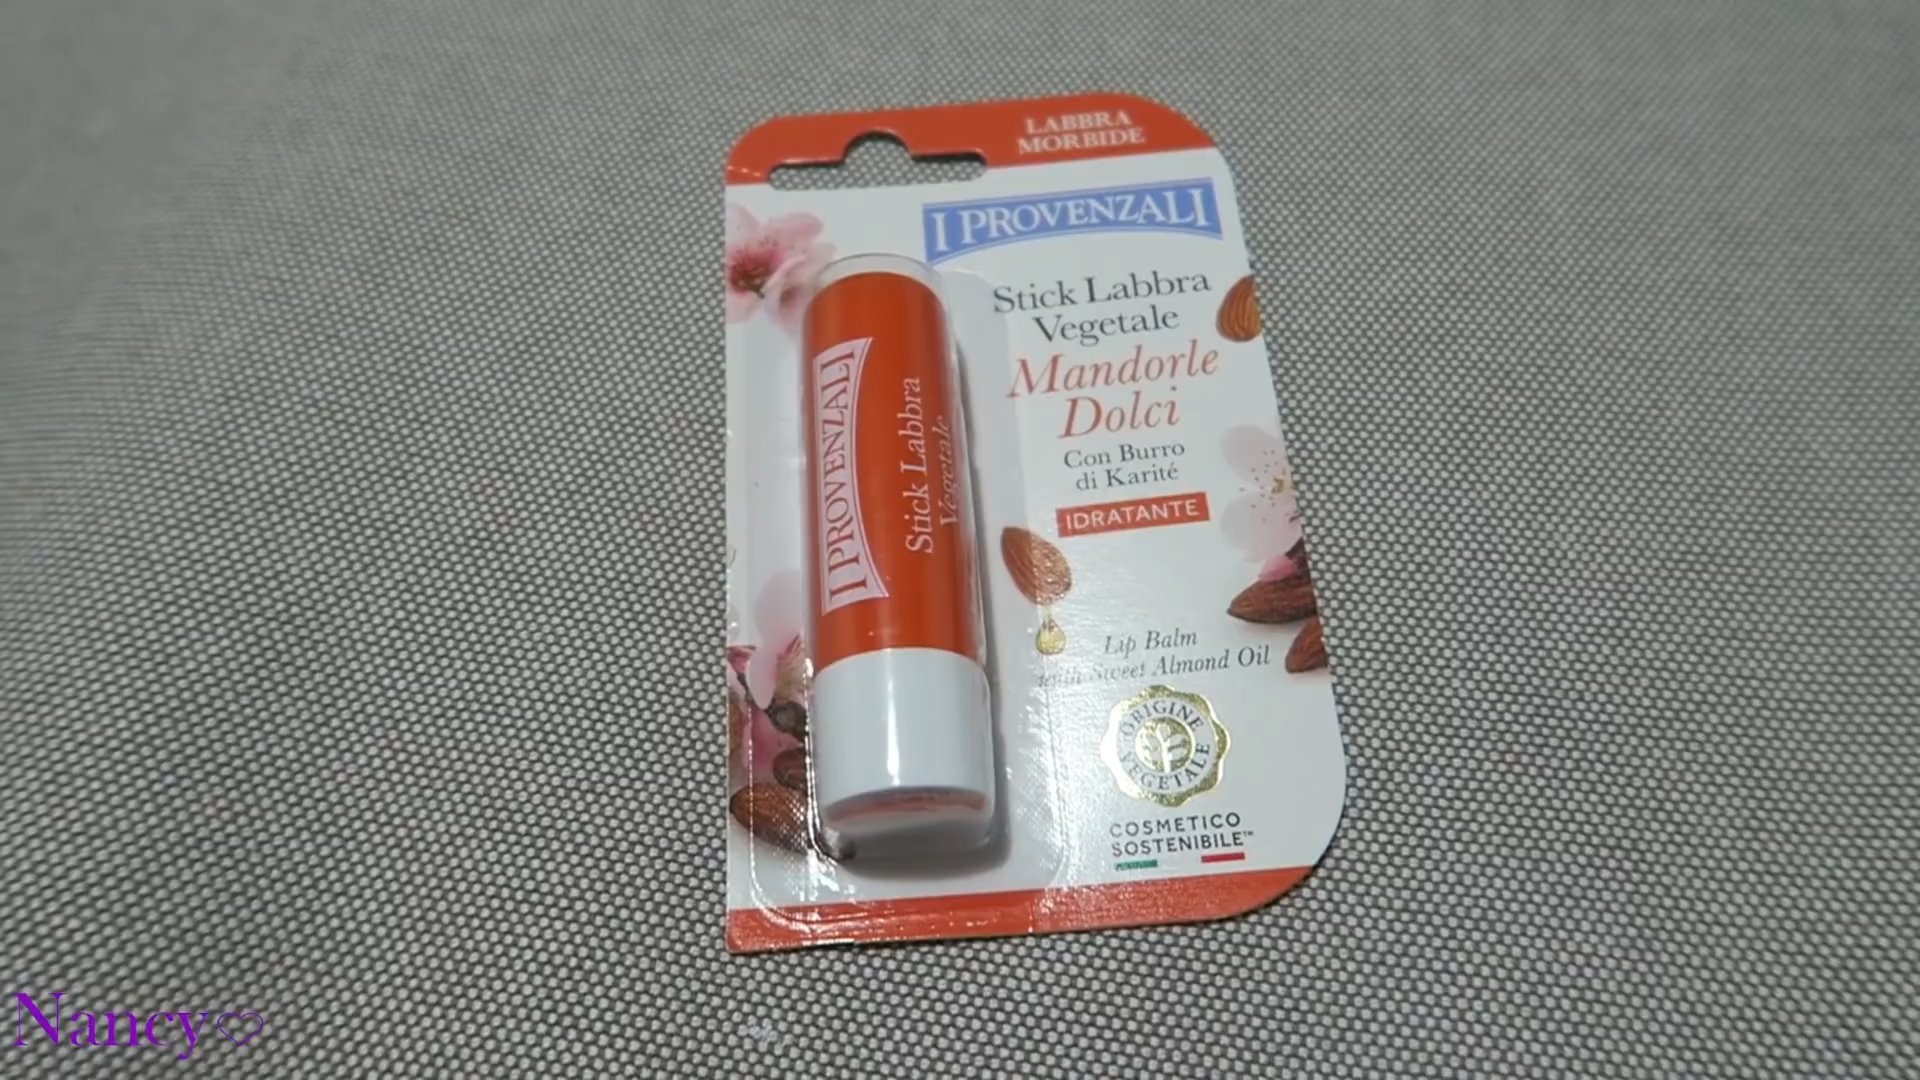 LABBRA
MORBIDE
I PROVENZALI
Stick Labbra
Vegetale
Mandorle
Dolci
Con Burro
di Karité
IDRATANTE
I PROVENZALI
Stick Labbra
Vegetale
Lip Balm
with Sweet Almond Oil
ORIGINE
VEGETALE
COSMETICO
SOSTENIBILE™
Nancy